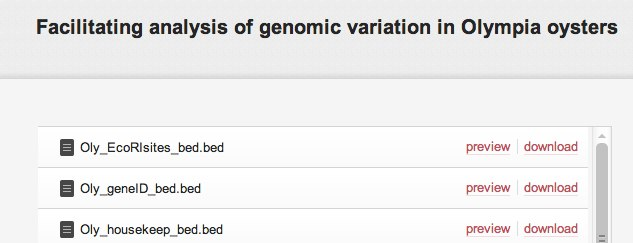 Facilitating analysis of genomic variation in Olympia oysters
Oly_EcoRIsites_bed.bed preview download
Oly_geneID_bed.bed preview download
Oly_housekeep_bed.bed preview download